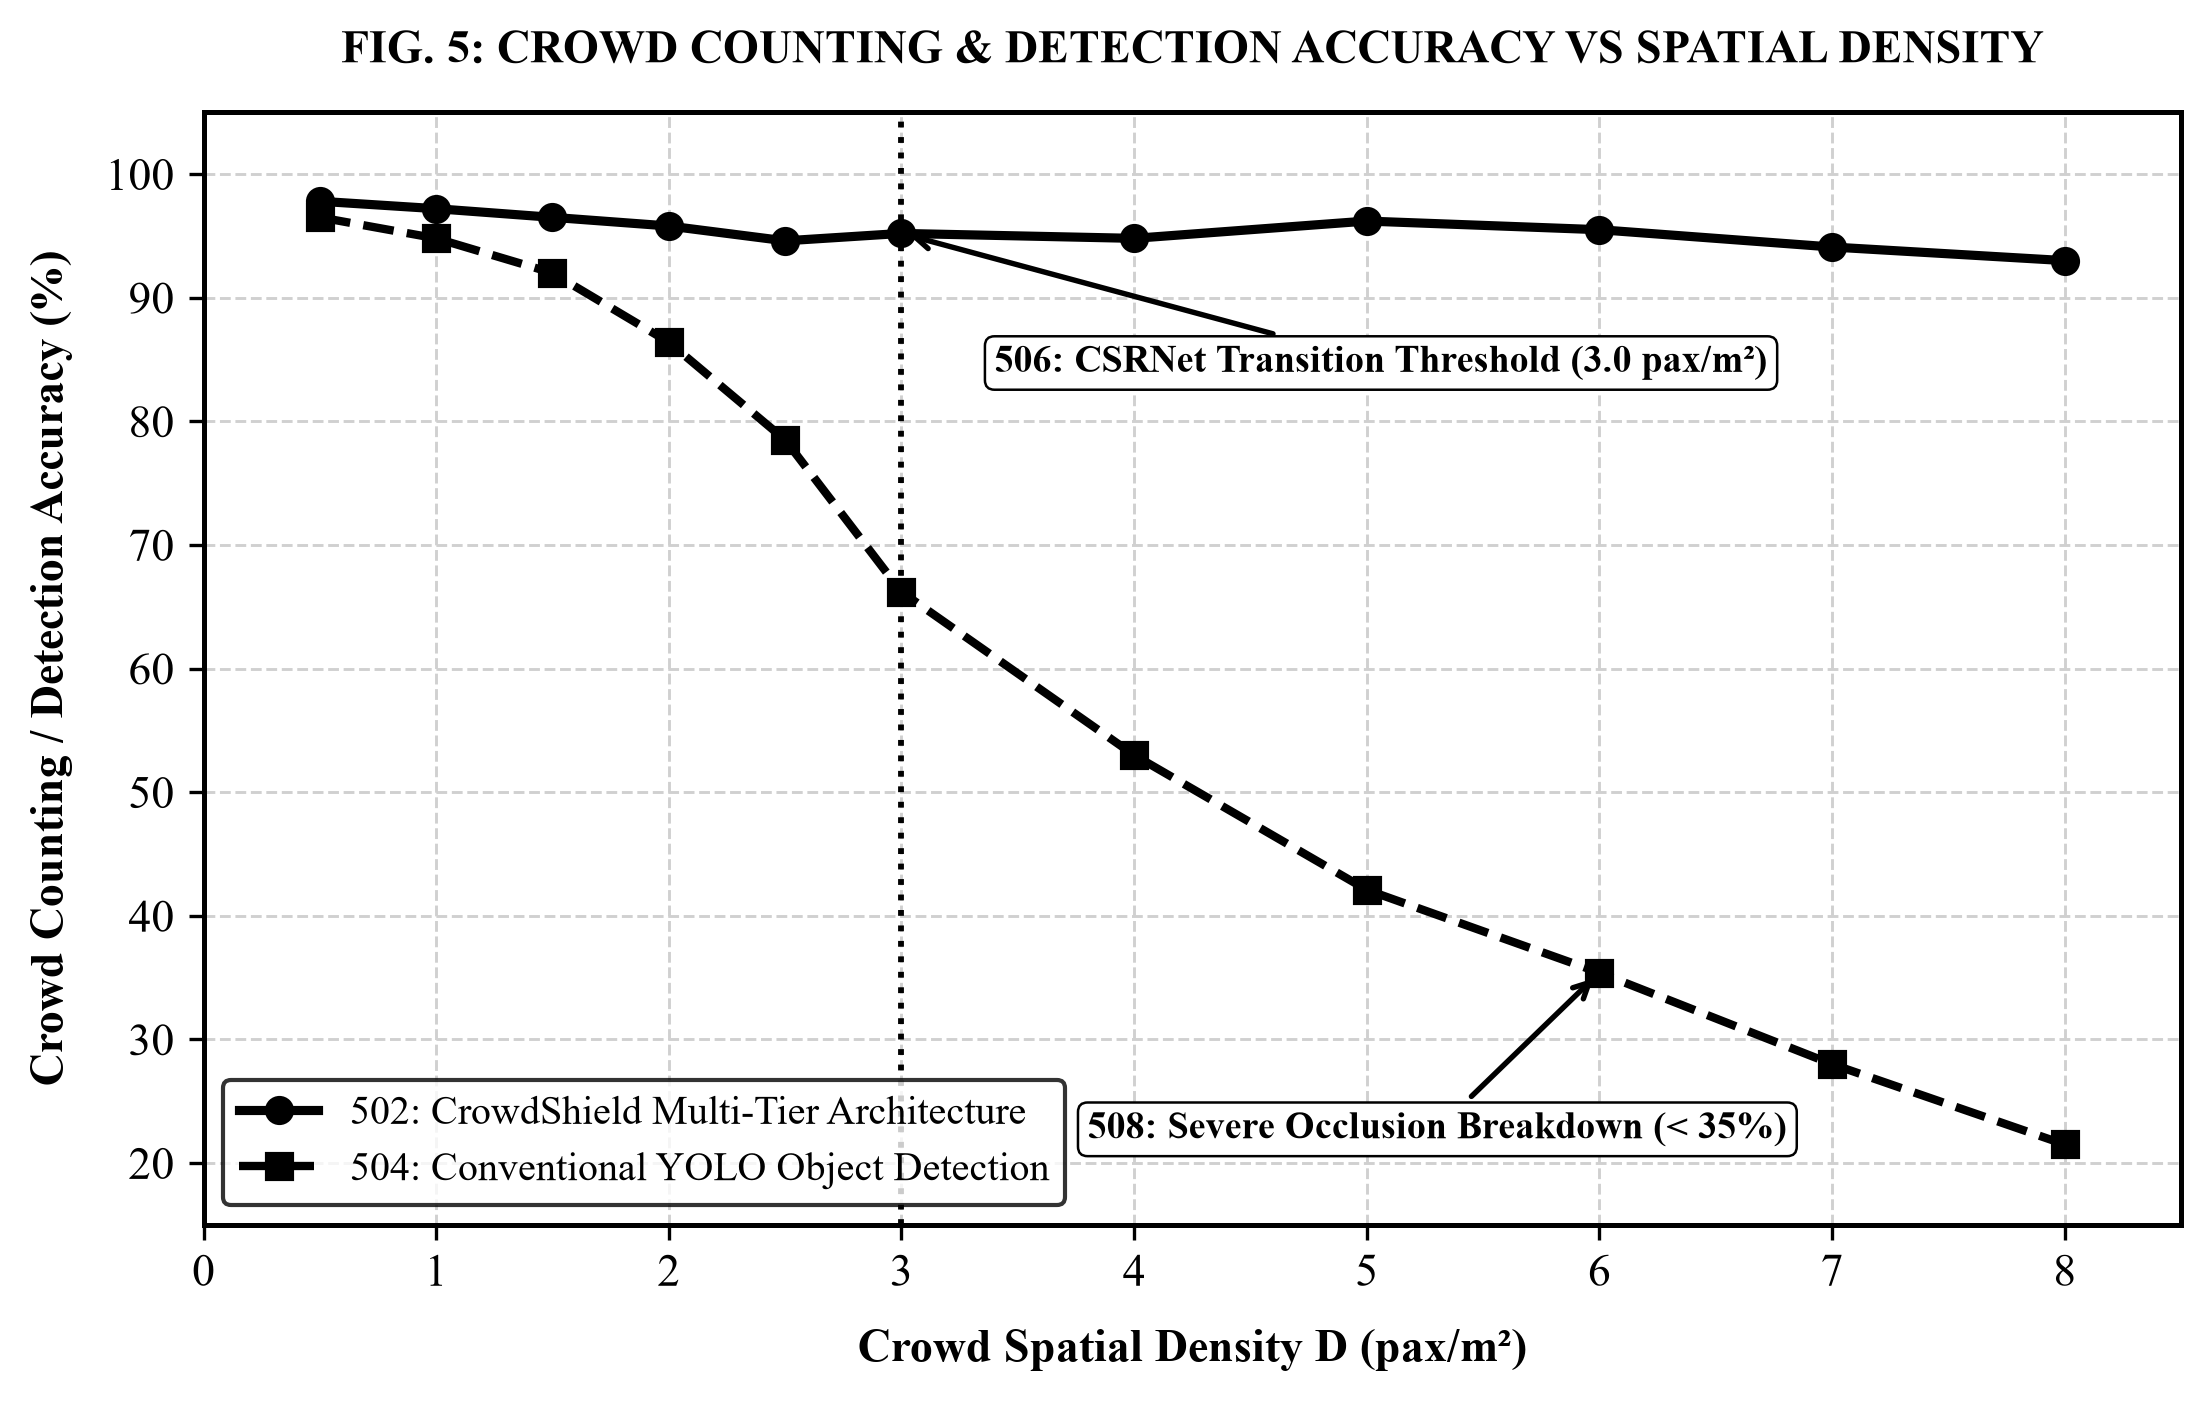 FIG. 5: CROWD COUNTING & DETECTION ACCURACY VS SPATIAL DENSITY
Crowd Counting / Detection Accuracy (%)
100
90
80
70
60
50
40
30
20
506: CSRNet Transition Threshold (3.0 pax/m²)
508: Severe Occlusion Breakdown (< 35%)
502: CrowdShield Multi-Tier Architecture
504: Conventional YOLO Object Detection
0 1 2 3 4 5 6 7 8
Crowd Spatial Density D (pax/m²)